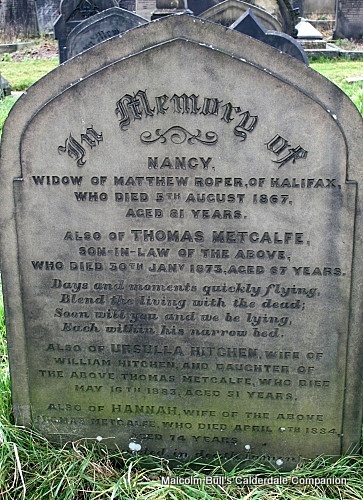 In Memory of
NANCY,
WIDOW OF MATTHEW ROPER, OF HALIFAX,
WHO DIED 5TH AUGUST 1867,
AGED 81 YEARS.
ALSO OF THOMAS METCALFE,
SON-IN-LAW OF THE ABOVE,
WHO DIED 30TH JANY 1873, AGED 67 YEARS.
Days and moments quickly flying,
Blend the living with the dead;
Soon will you and we be lying,
Each within his narrow bed.
ALSO OF URSULLA HITCHEN, WIFE OF
WILLIAM HITCHEN, AND DAUGHTER OF
THE ABOVE THOMAS METCALFE, WHO DIED
MAY 16TH 1883, AGED 51 YEARS.
ALSO OF HANNAH, WIFE OF THE ABOVE
THOMAS METCALFE, WHO DIED APRIL TH 1884,
AGED 74 YEARS.
Malcolm Bull's Calderdale Companion